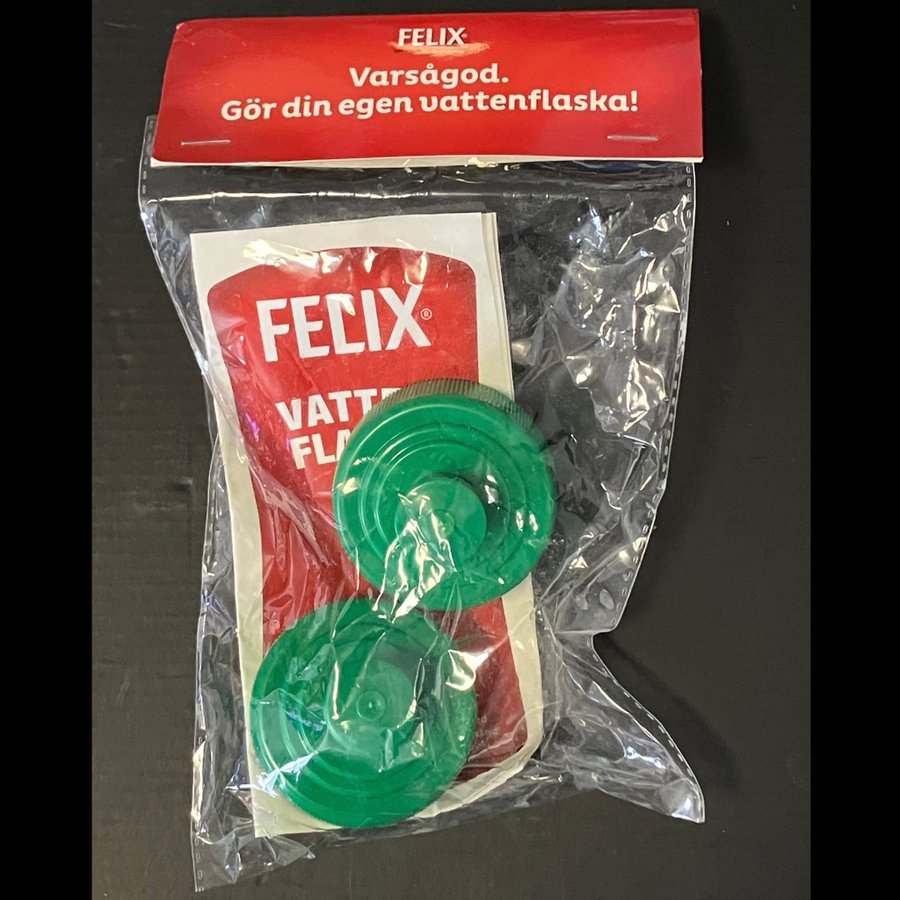 FELIX®
Varsågod.
Gör din egen vattenflaska!
FELIX®